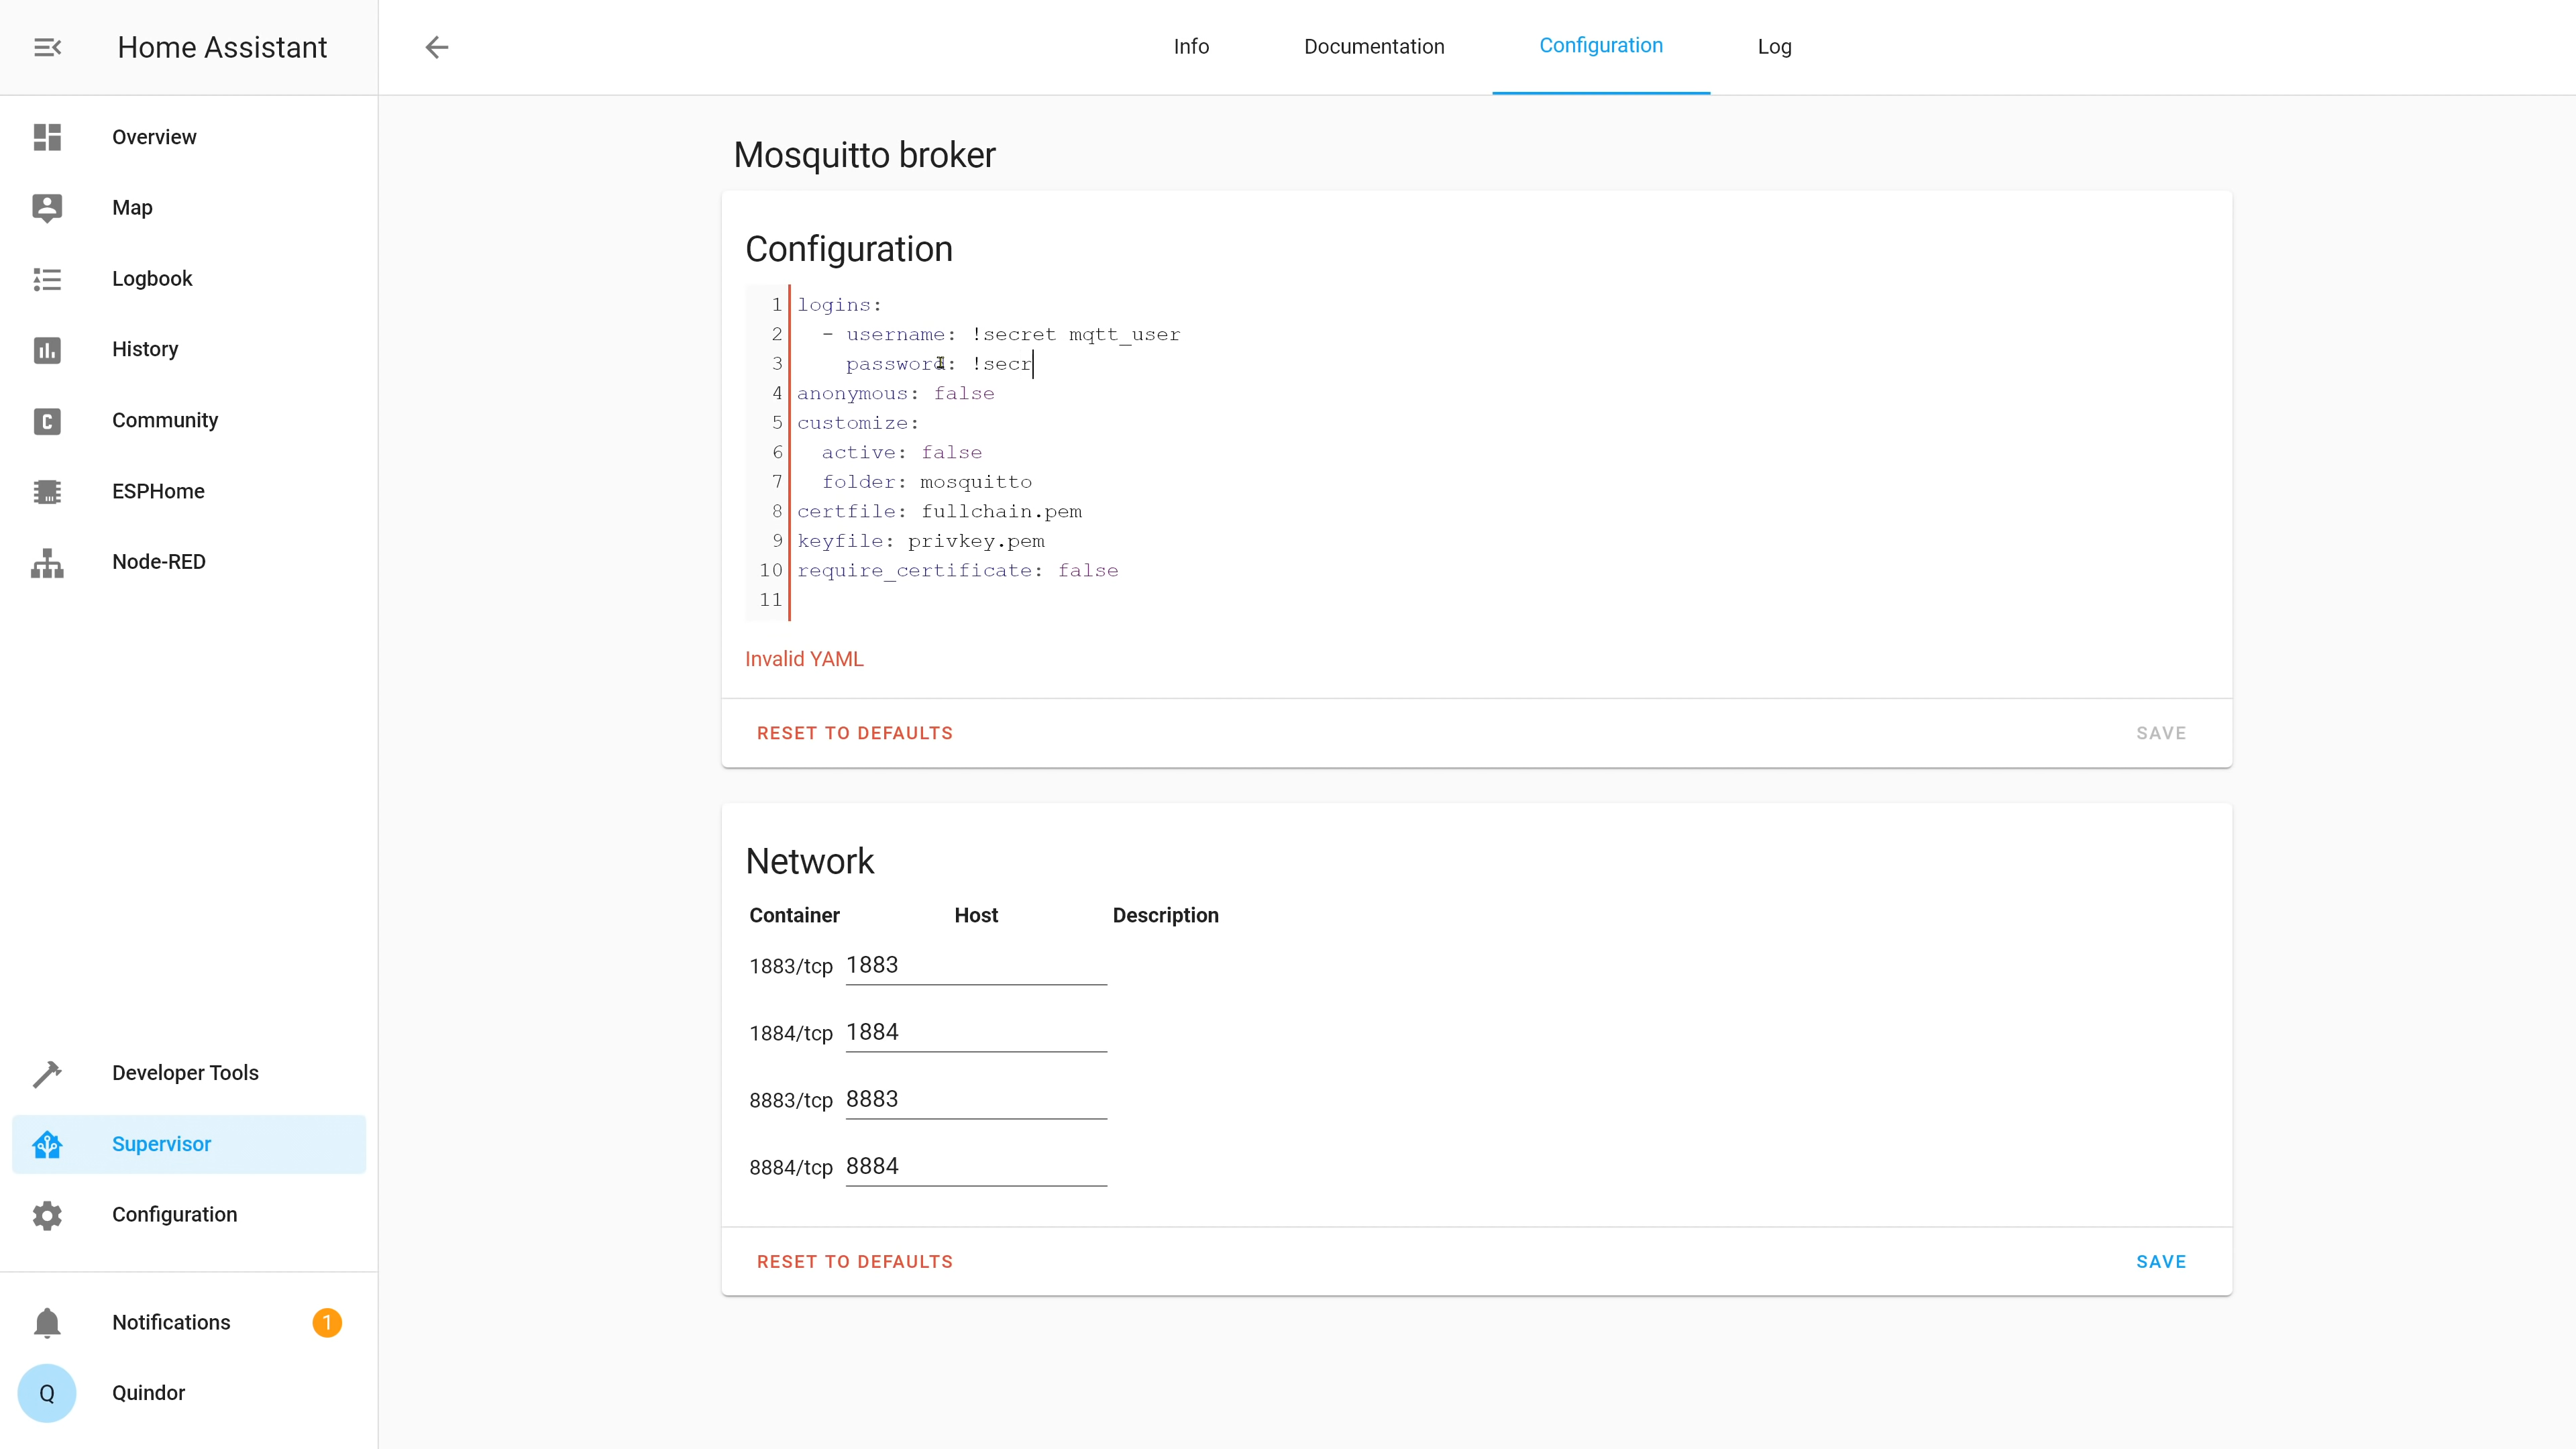 Home Assistant
Info Documentation Configuration Log
Overview
Map
Logbook
History
Community
ESPHome
Node-RED
Developer Tools
Supervisor
Configuration
Notifications 1
Q Quindor
Mosquitto broker
Configuration
1 logins:
2   - username: !secret mqtt_user
3     password: !secr
4 anonymous: false
5 customize:
6   active: false
7   folder: mosquitto
8 certfile: fullchain.pem
9 keyfile: privkey.pem
10 require_certificate: false
11
Invalid YAML
RESET TO DEFAULTS SAVE
Network
Container Host Description
1883/tcp 1883
1884/tcp 1884
8883/tcp 8883
8884/tcp 8884
RESET TO DEFAULTS SAVE